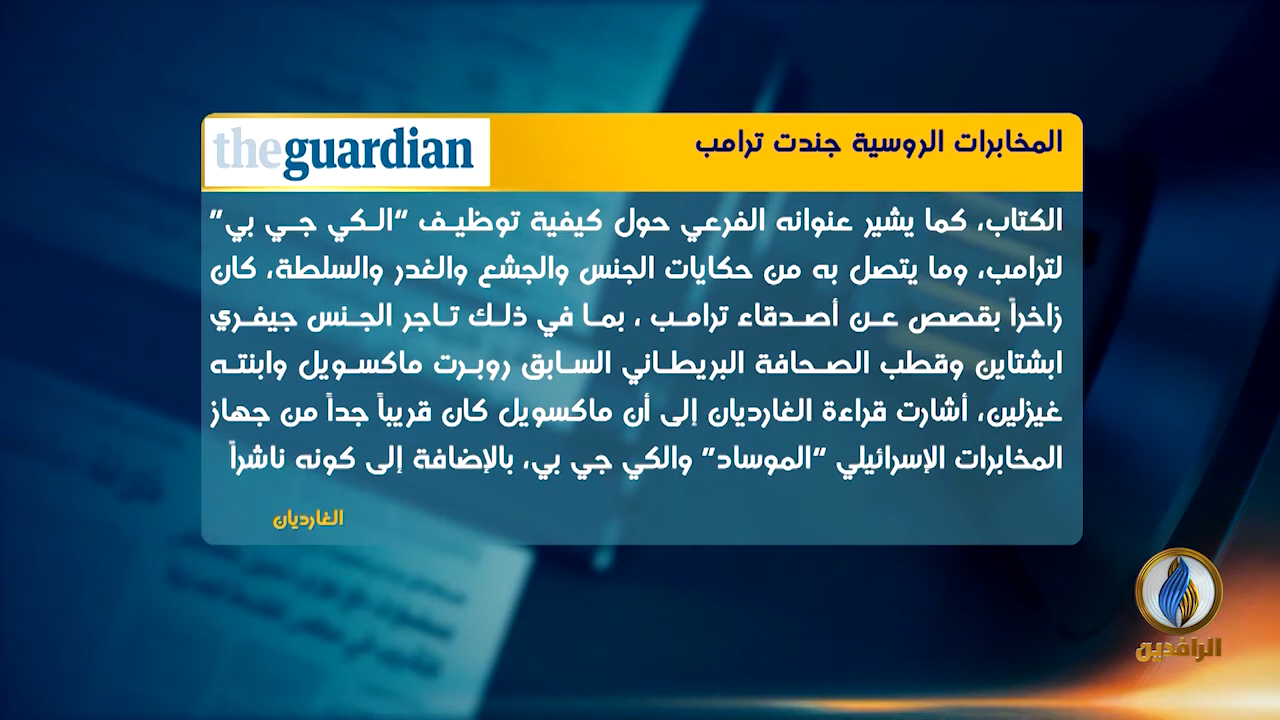 المخابرات الروسية جندت ترامب
theguardian
الكتاب، كما يشير عنوانه الفرعي حول كيفية توظيف “الكي جي بي”
لترامب، وما يتصل به من حكايات الجنس والجشع والغدر والسلطة، كان
زاخراً بقصص عن أصدقاء ترامب ، بما في ذلك تاجر الجنس جيفري
ابشتاين وقطب الصحافة البريطاني السابق روبرت ماكسويل وابنته
غيزلين، أشارت قراءة الغارديان إلى أن ماكسويل كان قريباً جداً من جهاز
المخابرات الإسرائيلي “الموساد” والكي جي بي، بالإضافة إلى كونه ناشراً
الغارديان
الرافدين